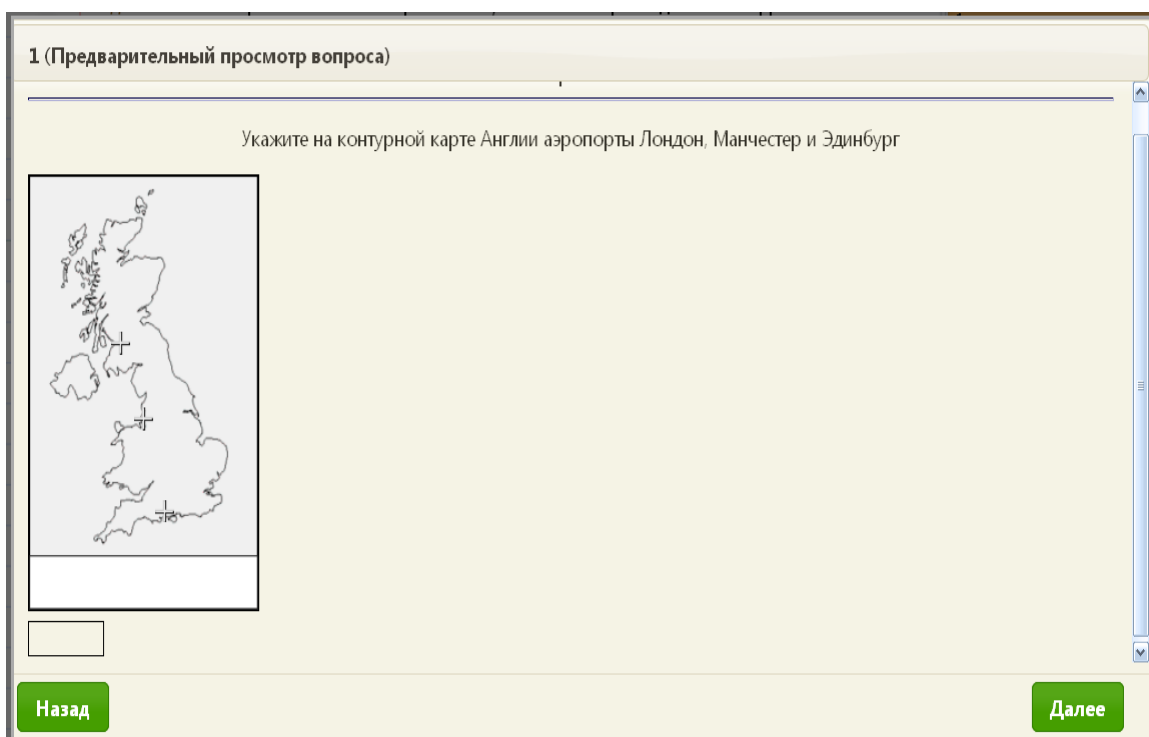 1 (Предварительный просмотр вопроса)
Укажите на контурной карте Англии аэропорты Лондон, Манчестер и Эдинбург
Назад
Далее